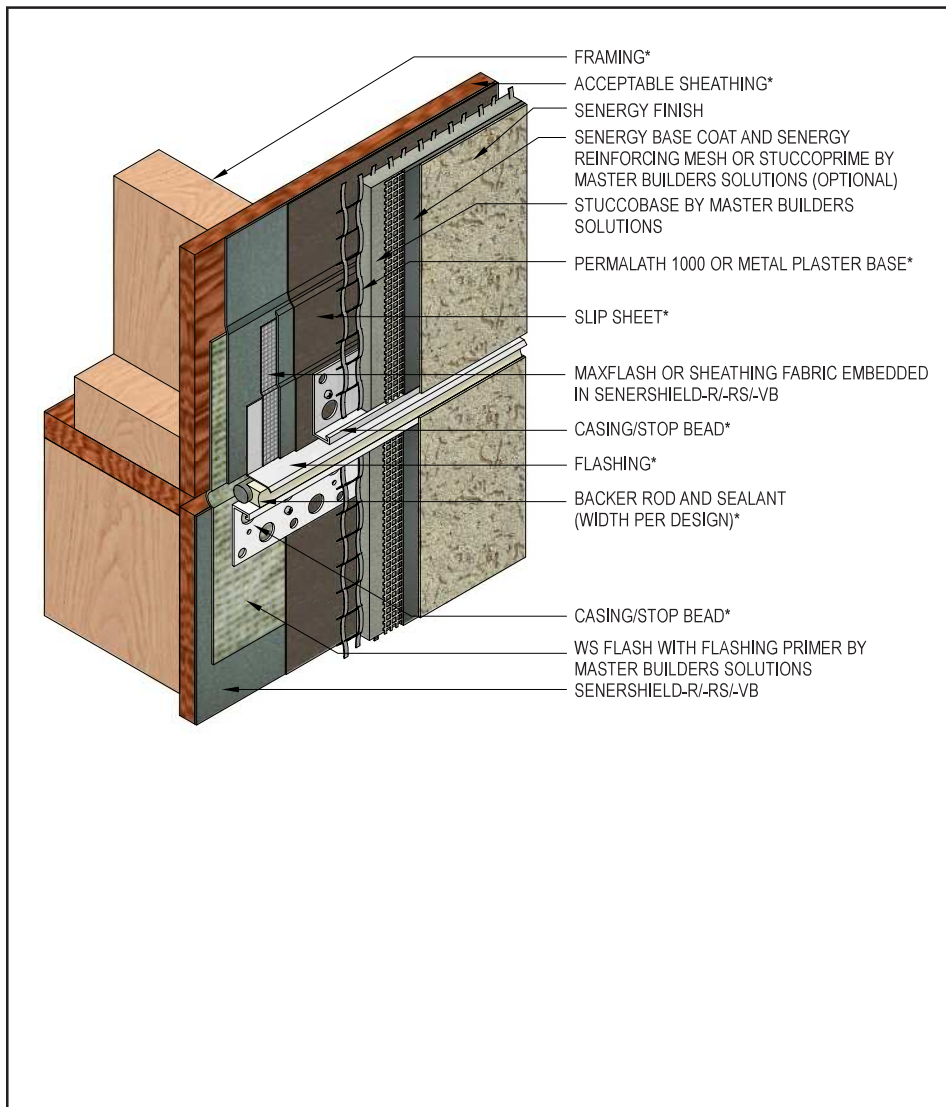 FRAMING*
ACCEPTABLE SHEATHING*
SENERGY FINISH
SENERGY BASE COAT AND SENERGY
REINFORCING MESH OR STUCCOPRIME BY
MASTER BUILDERS SOLUTIONS (OPTIONAL)
STUCCOBASE BY MASTER BUILDERS
SOLUTIONS
PERMALATH 1000 OR METAL PLASTER BASE*
SLIP SHEET*
MAXFLASH OR SHEATHING FABRIC EMBEDDED
IN SENERSHIELD-R/-RS/-VB
CASING/STOP BEAD*
FLASHING*
BACKER ROD AND SEALANT
(WIDTH PER DESIGN)*
CASING/STOP BEAD*
WS FLASH WITH FLASHING PRIMER BY
MASTER BUILDERS SOLUTIONS
SENERSHIELD-R/-RS/-VB